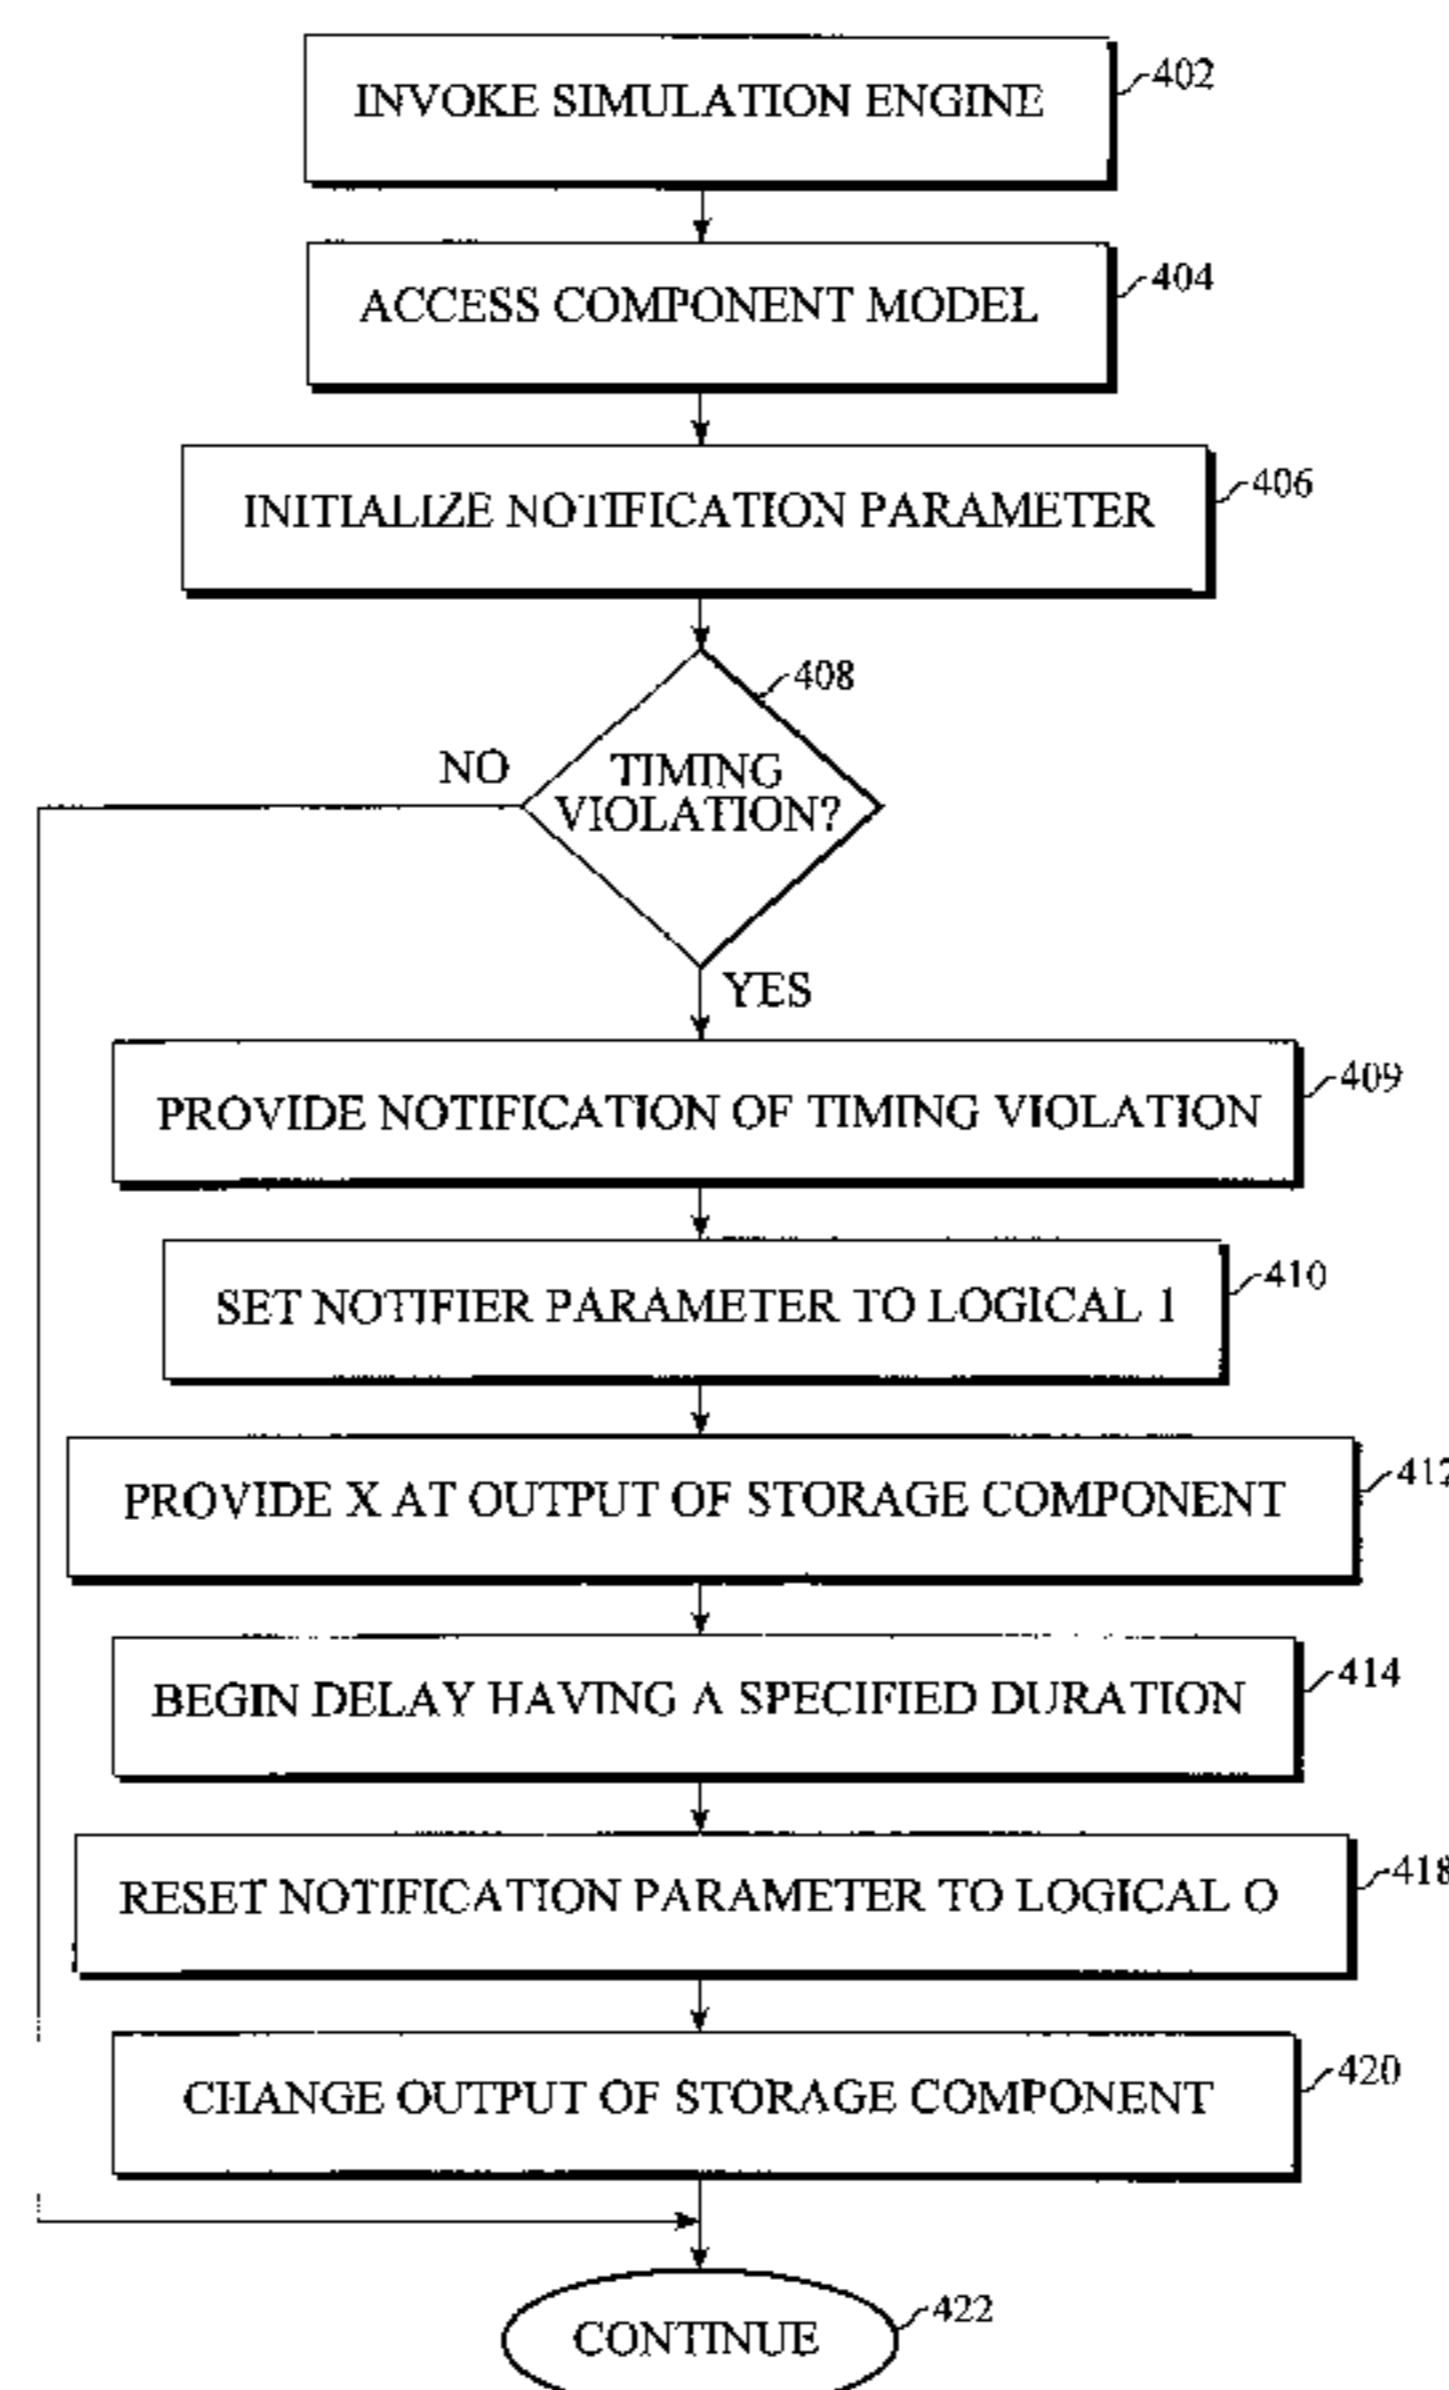 402
INVOKE SIMULATION ENGINE
404
ACCESS COMPONENT MODEL
406
INITIALIZE NOTIFICATION PARAMETER
408
NO
TIMING
VIOLATION?
YES
409
PROVIDE NOTIFICATION OF TIMING VIOLATION
410
SET NOTIFIER PARAMETER TO LOGICAL 1
412
PROVIDE X AT OUTPUT OF STORAGE COMPONENT
414
BEGIN DELAY HAVING A SPECIFIED DURATION
418
RESET NOTIFICATION PARAMETER TO LOGICAL O
420
CHANGE OUTPUT OF STORAGE COMPONENT
422
CONTINUE